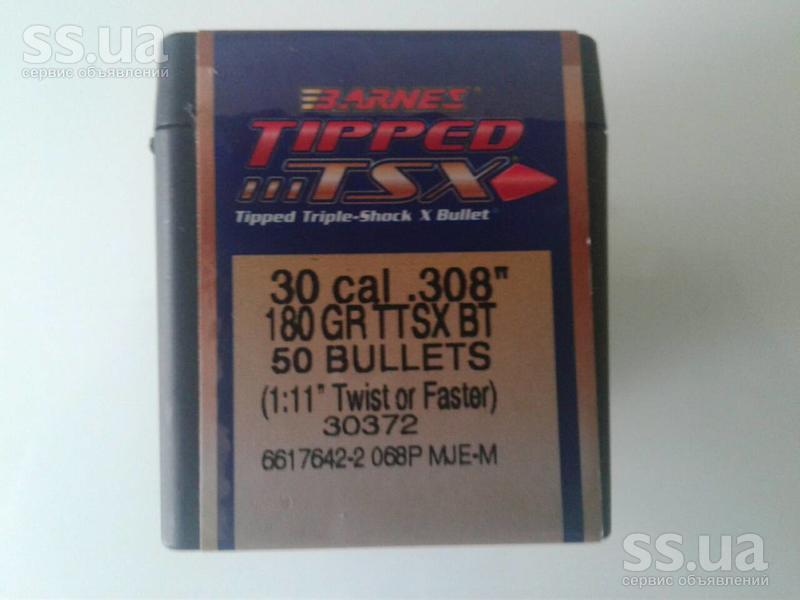 ss.ua
сервис объявлений
BARNES
TIPPED
TSX
Tipped Triple-Shock X Bullet
30 cal .308"
180 GR TTSX BT
50 BULLETS
(1:11" Twist or Faster)
30372
6617642-2 068P MJE-M
ss.ua
сервис объявлений